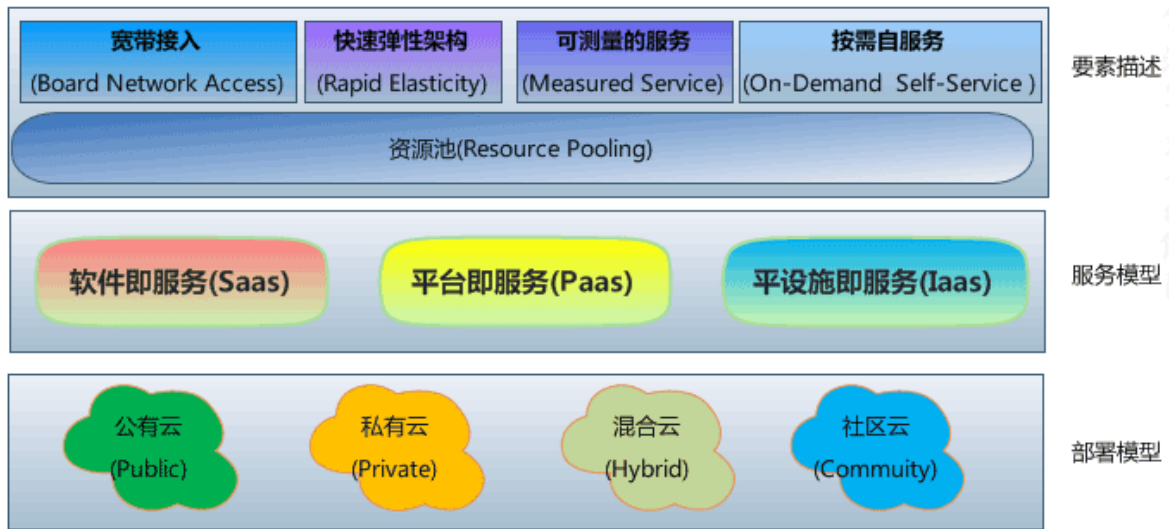 宽带接入
(Board Network Access)
快速弹性架构
(Rapid Elasticity)
可测量的服务
(Measured Service)
按需自服务
(On-Demand Self-Service )
要素描述
资源池(Resource Pooling)
软件即服务(Saas)
平台即服务(Paas)
平设施即服务(Iaas)
服务模型
公有云
(Public)
私有云
(Private)
混合云
(Hybrid)
社区云
(Commuity)
部署模型